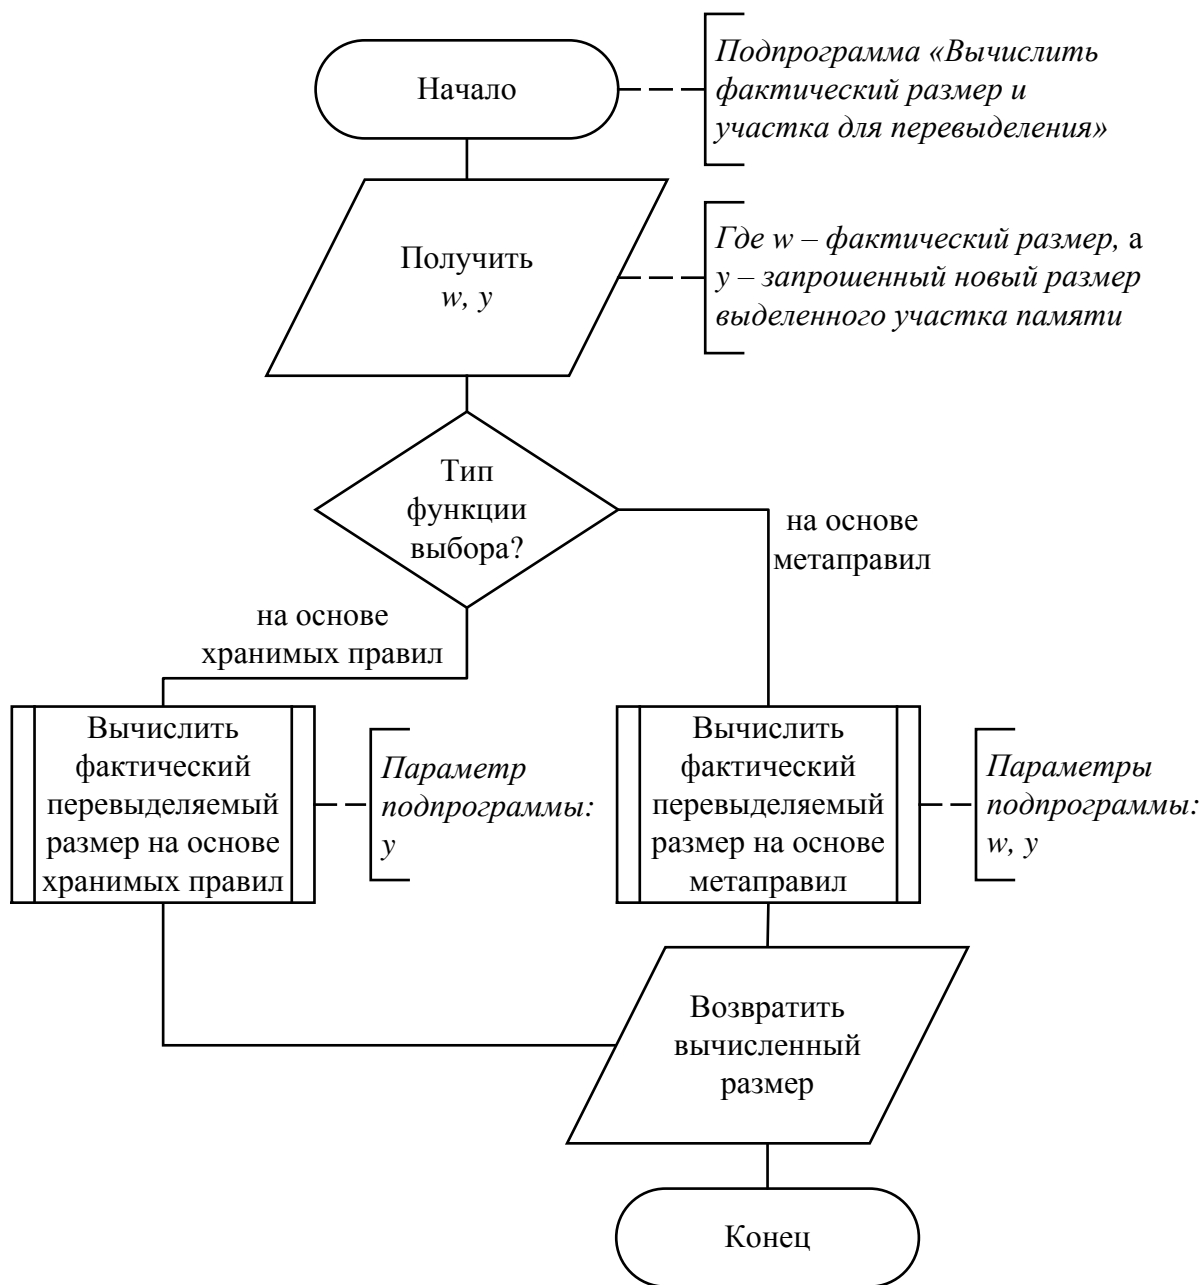 Начало
Подпрограмма «Вычислить
фактический размер и
участка для перевыделения»
Получить
w, y
Где w – фактический размер, а
y – запрошенный новый размер
выделенного участка памяти
Тип
функции
выбора?
на основе
метаправил
на основе
хранимых правил
Вычислить
фактический
перевыделяемый
размер на основе
хранимых правил
Параметр
подпрограммы:
y
Вычислить
фактический
перевыделяемый
размер на основе
метаправил
Параметры
подпрограммы:
w, y
Возвратить
вычисленный
размер
Конец